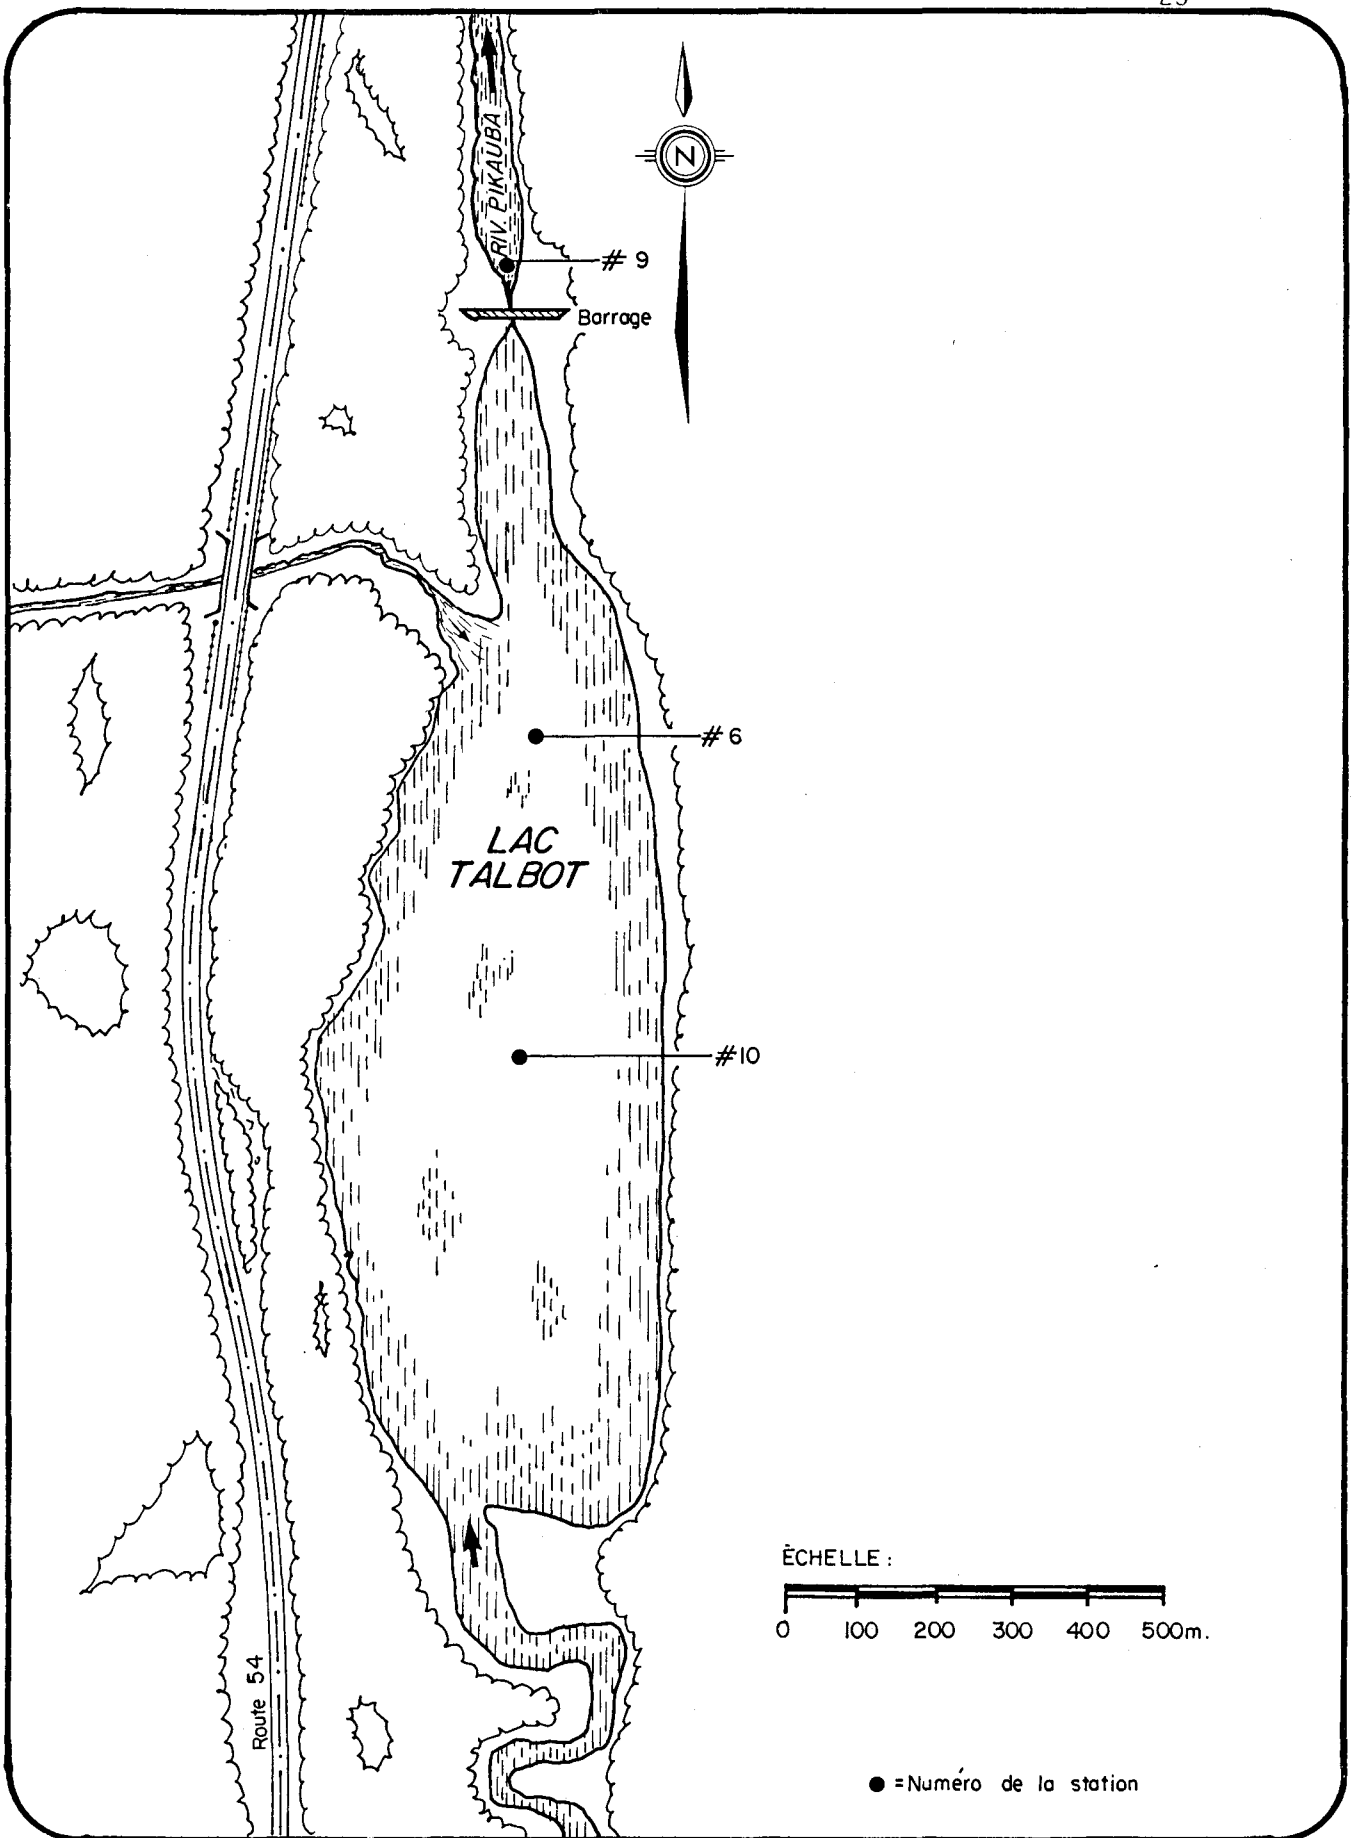 RIV. PIKAUBA
N
# 9
Barrage
# 6
LAC
TALBOT
#10
ÉCHELLE :
0 100 200 300 400 500m.
Route 54
● =Numéro de la station